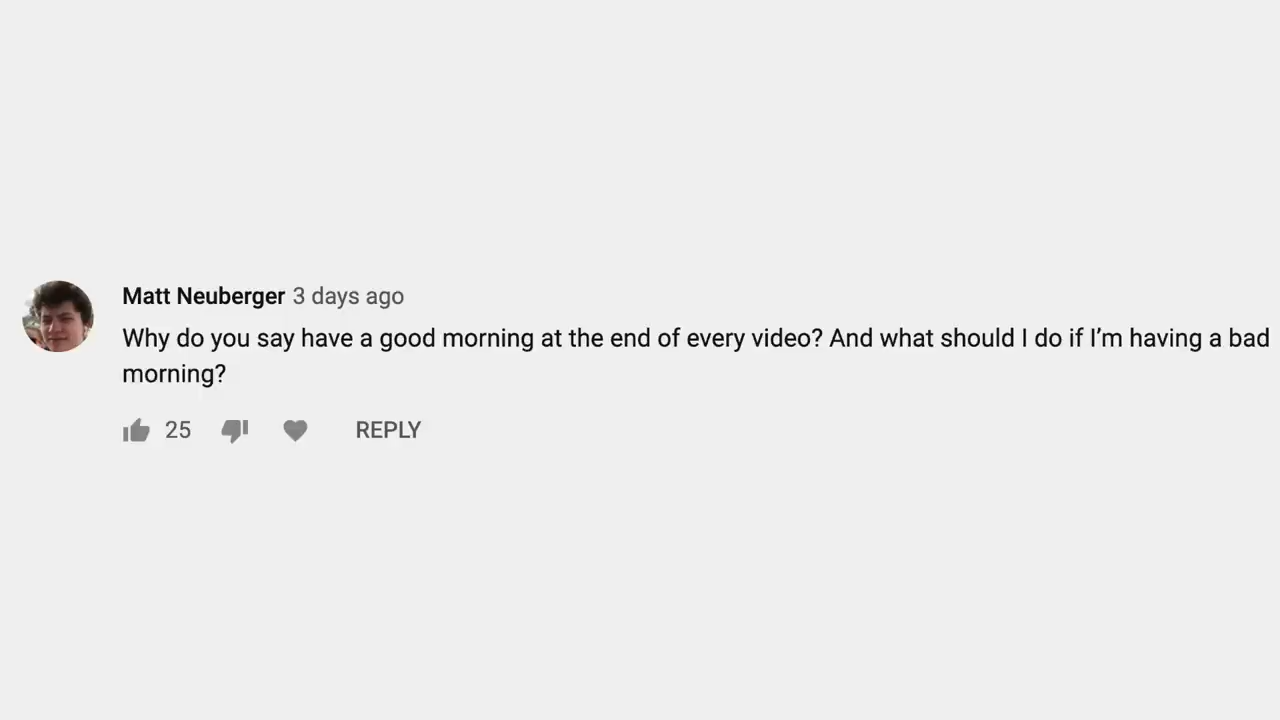 Matt Neuberger 3 days ago
Why do you say have a good morning at the end of every video? And what should I do if I’m having a bad
morning?
25 REPLY